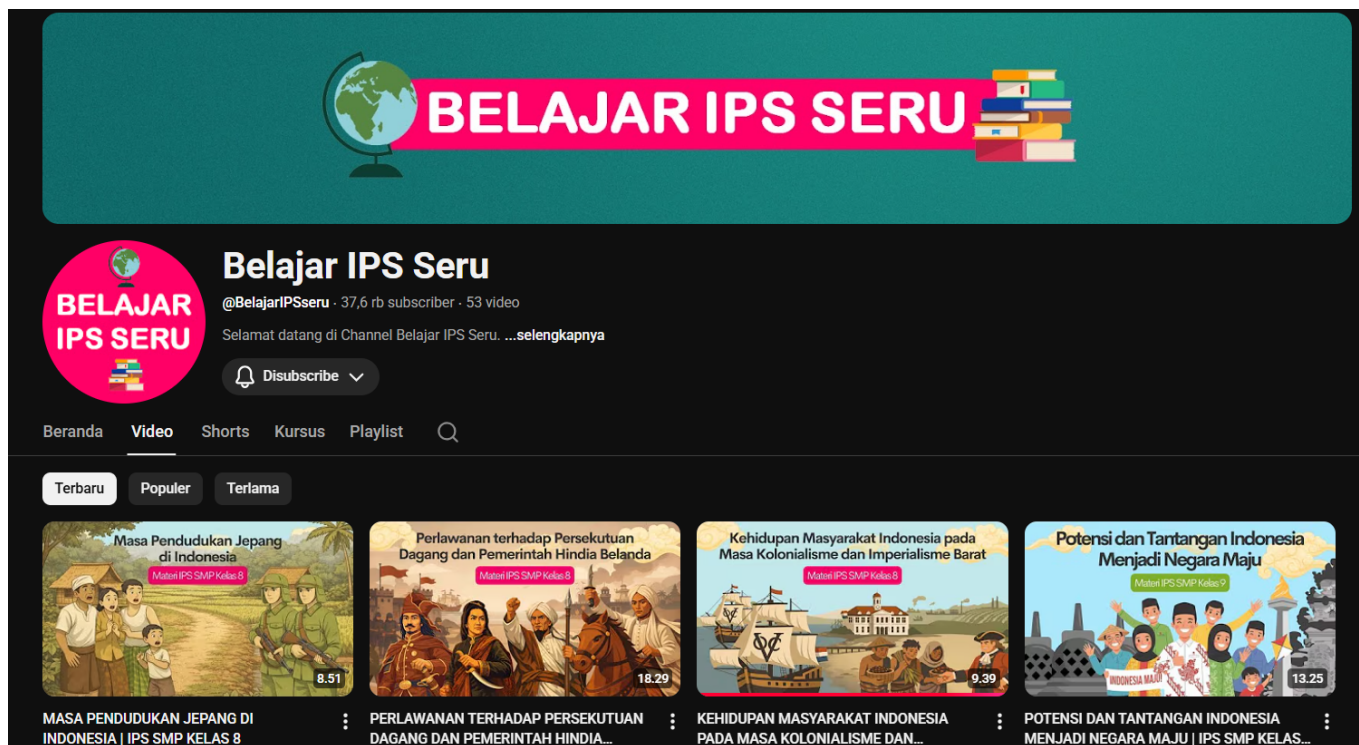 BELAJAR IPS SERU
Belajar IPS Seru
BELAJAR
IPS SERU
@BelajarIPSseru · 37,6 rb subscriber · 53 video
Selamat datang di Channel Belajar IPS Seru. ...selengkapnya
Disubscribe
Beranda Video Shorts Kursus Playlist
Terbaru Populer Terlama
Masa Pendudukan Jepang
di Indonesia
Materi IPS SMP Kelas 8
8.51
Perlawanan terhadap Persekutuan
Dagang dan Pemerintah Hindia Belanda
Materi IPS SMP Kelas 8
18.29
Kehidupan Masyarakat Indonesia pada
Masa Kolonialisme dan Imperialisme Barat
Materi IPS SMP Kelas 8
9.39
Potensi dan Tantangan Indonesia
Menjadi Negara Maju
Materi IPS SMP Kelas 9
INDONESIA MAJU!
13.25
MASA PENDUDUKAN JEPANG DI
INDONESIA | IPS SMP KELAS 8
PERLAWANAN TERHADAP PERSEKUTUAN
DAGANG DAN PEMERINTAH HINDIA...
KEHIDUPAN MASYARAKAT INDONESIA
PADA MASA KOLONIALISME DAN...
POTENSI DAN TANTANGAN INDONESIA
MENJADI NEGARA MAJU | IPS SMP KELAS...